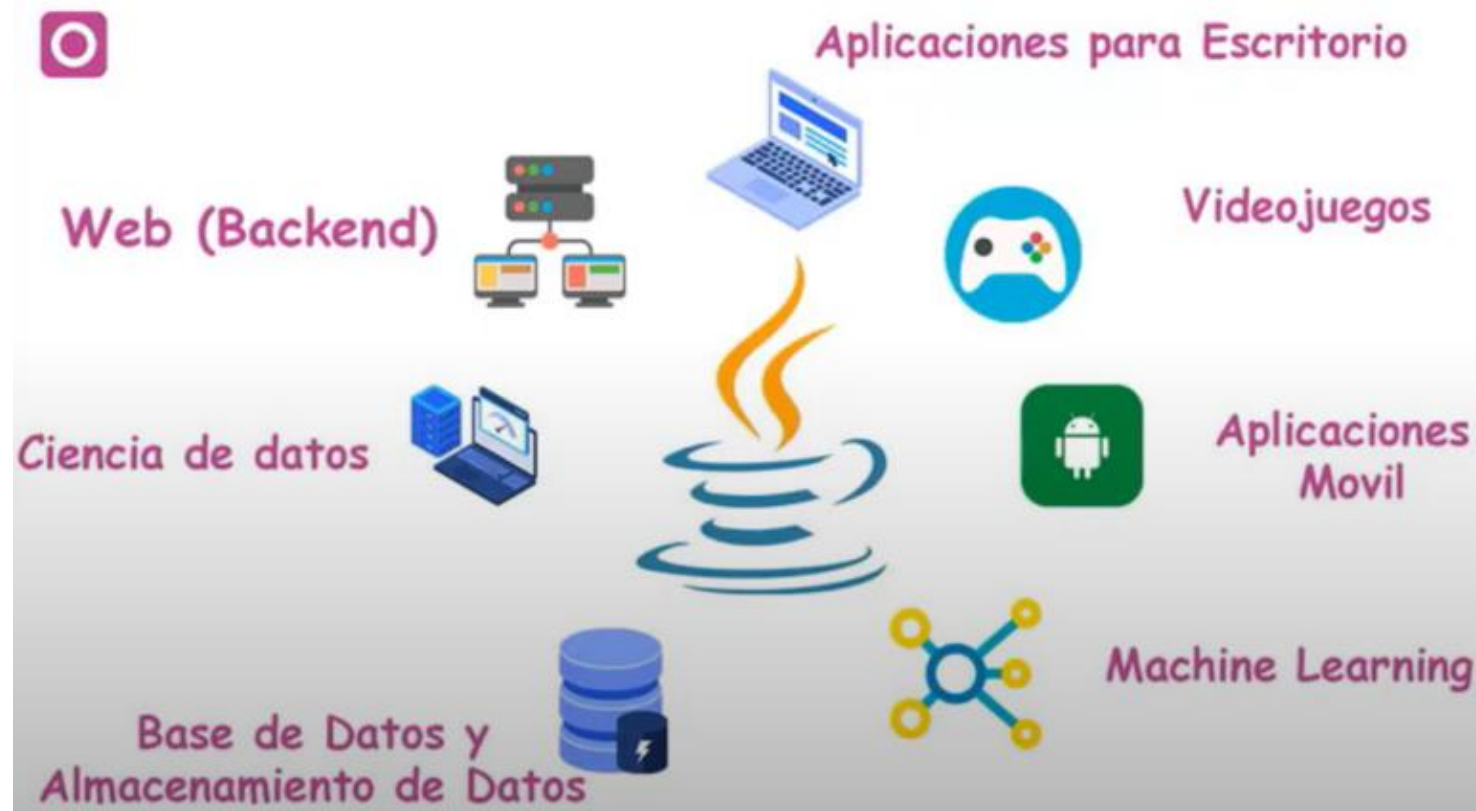 Aplicaciones para Escritorio
Web (Backend)
Videojuegos
Ciencia de datos
Aplicaciones
Movil
Machine Learning
Base de Datos y
Almacenamiento de Datos